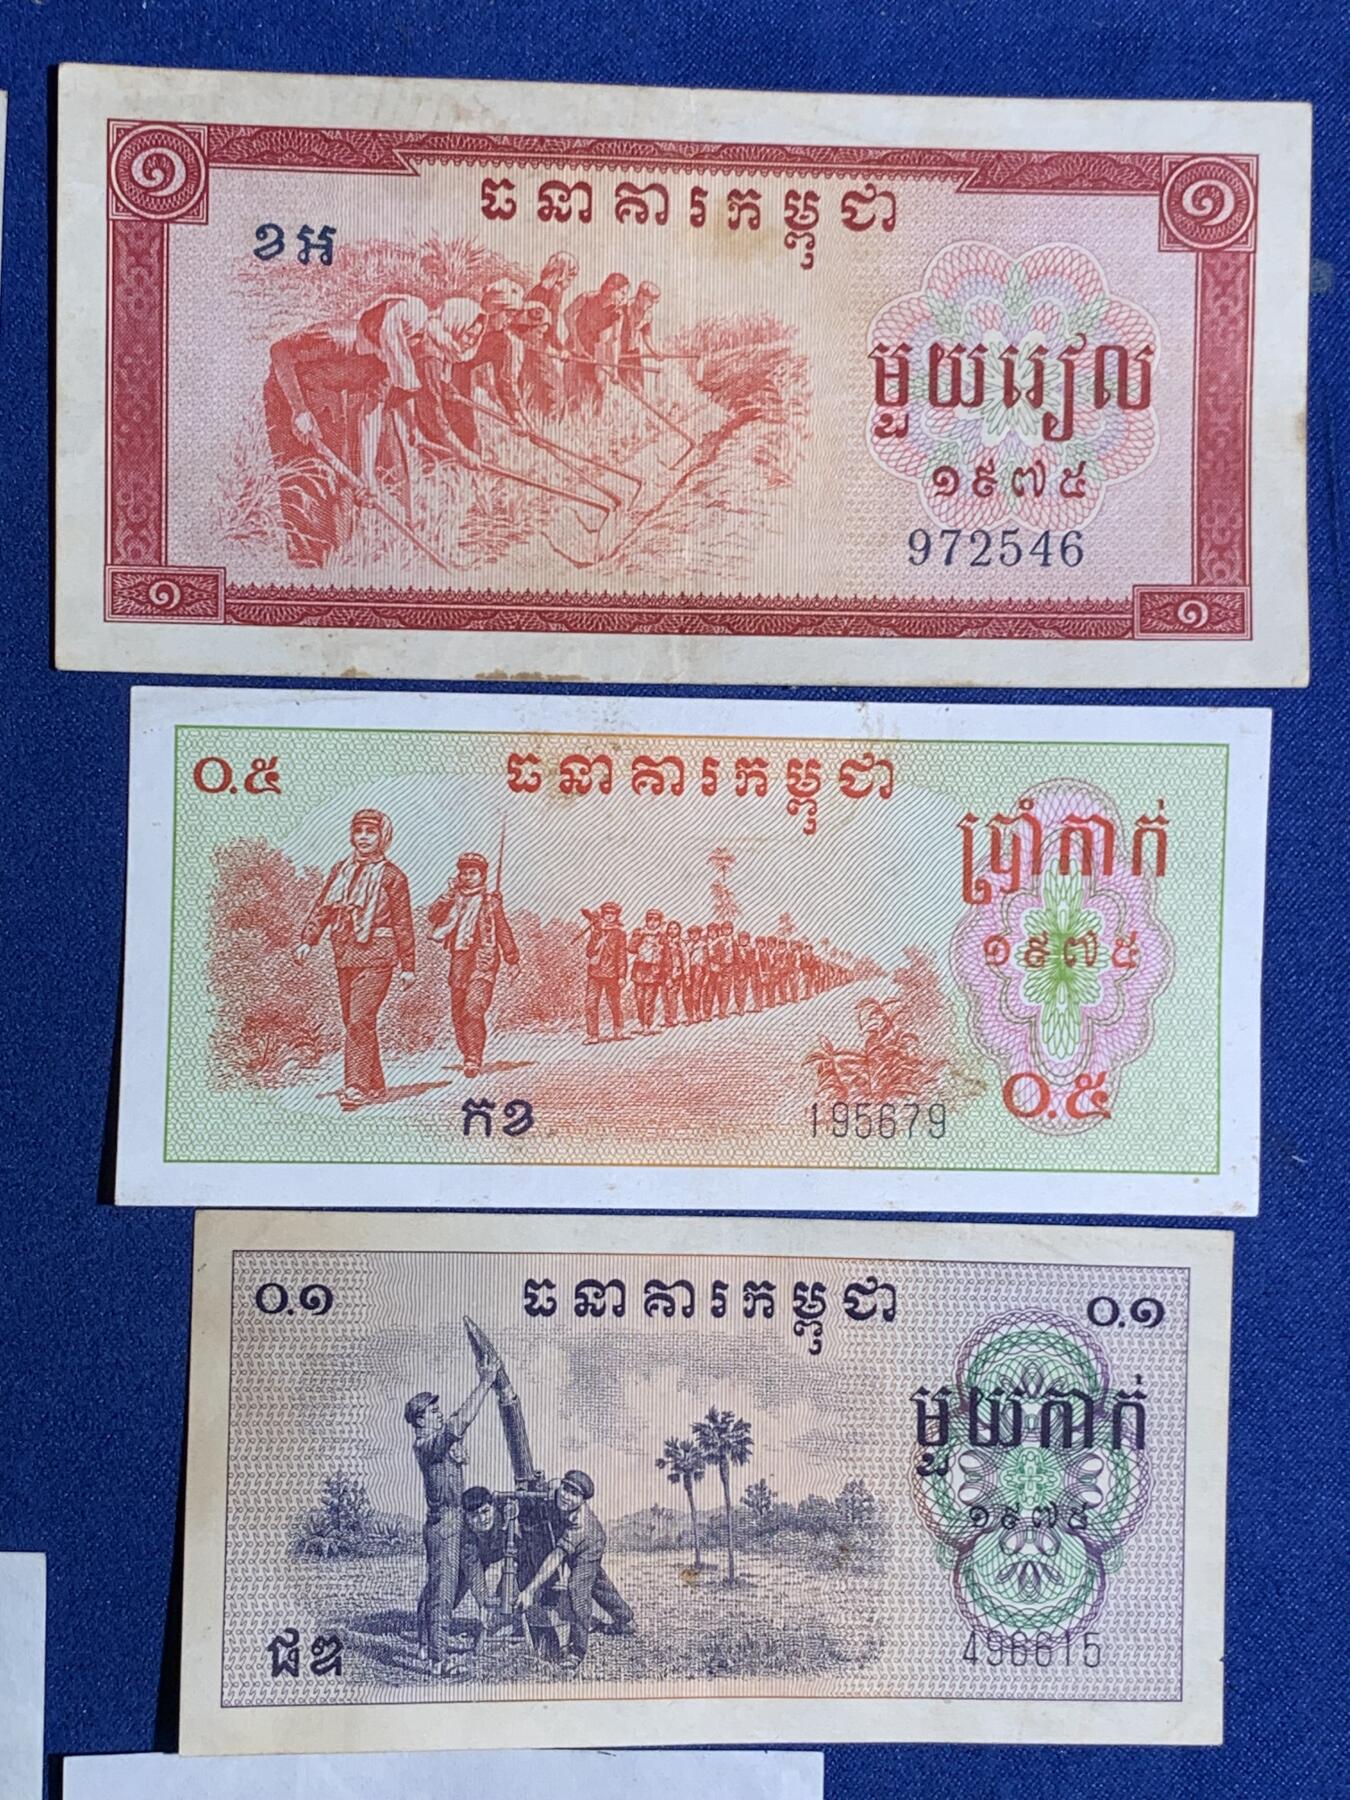 ១ ធនាគារកម្ពុជា ១
ខអ
មួយរៀល
១៩៧៥
972546
១ ១
០.៥ ធនាគារកម្ពុជា
ប្រាំកាក់
១៩៧៥
កខ 195679 ០.៥
០.១ ធនាគារកម្ពុជា ០.១
មួយកាក់
១៩៧៥
496615